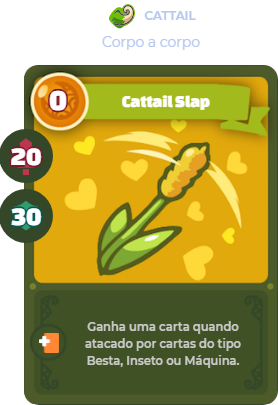 CATTAIL
Corpo a corpo
0
Cattail Slap
20
30
Ganha uma carta quando
atacado por cartas do tipo
Besta, Inseto ou Máquina.